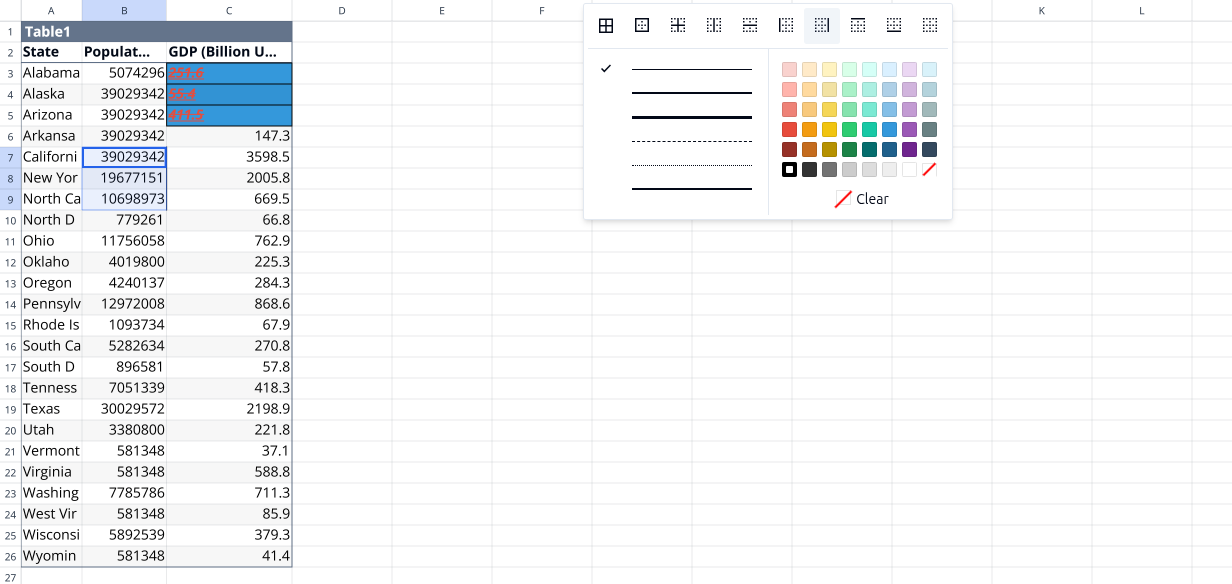 A B C D E F K L
1 Table1
2 State Populat... GDP (Billion U...
3 Alabama 5074296 251.6
4 Alaska 39029342 55.4
5 Arizona 39029342 411.5
6 Arkansa 39029342 147.3
7 Californi 39029342 3598.5
8 New Yor 19677151 2005.8
9 North Ca 10698973 669.5
10 North D 779261 66.8
11 Ohio 11756058 762.9
12 Oklaho 4019800 225.3
13 Oregon 4240137 284.3
14 Pennsylv 12972008 868.6
15 Rhode Is 1093734 67.9
16 South Ca 5282634 270.8
17 South D 896581 57.8
18 Tenness 7051339 418.3
19 Texas 30029572 2198.9
20 Utah 3380800 221.8
21 Vermont 581348 37.1
22 Virginia 581348 588.8
23 Washing 7785786 711.3
24 West Vir 581348 85.9
25 Wisconsi 5892539 379.3
26 Wyomin 581348 41.4
27
Clear